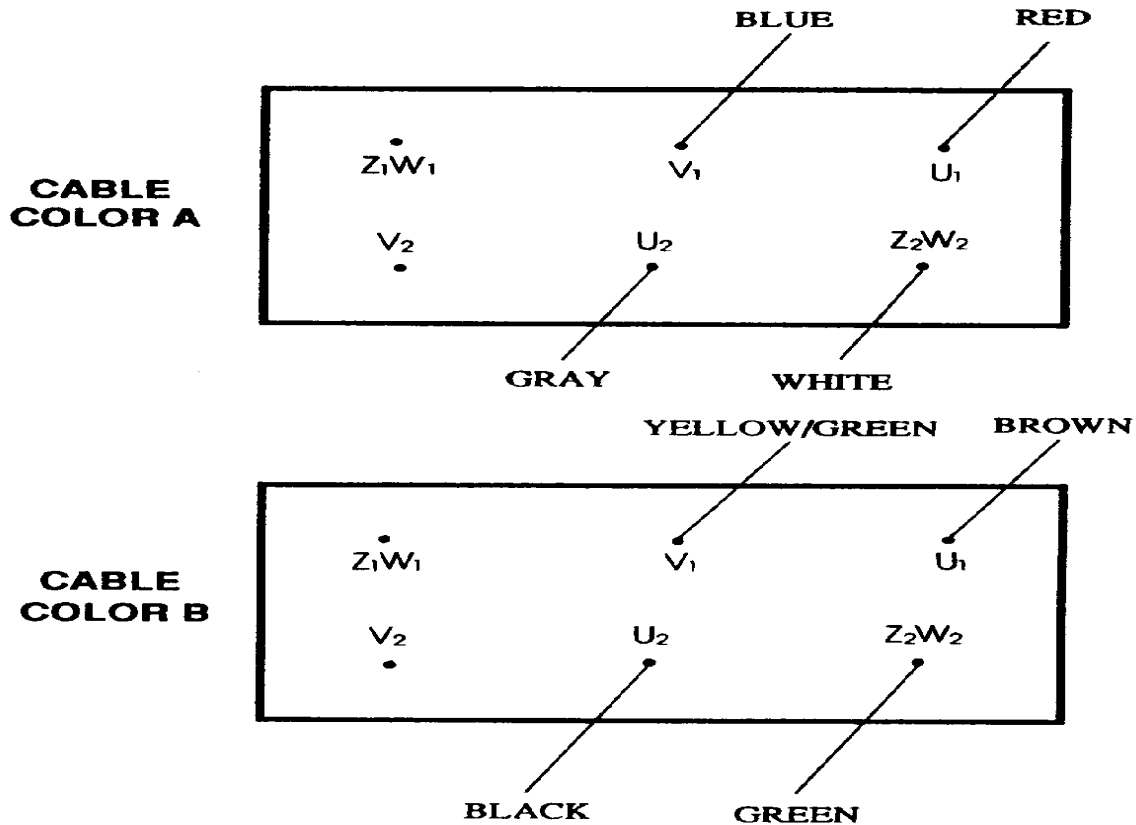 BLUE RED
Z₁W₁ V₁ U₁
CABLE
COLOR A
V₂ U₂ Z₂W₂
GRAY WHITE
YELLOW/GREEN BROWN
Z₁W₁ V₁ U₁
CABLE
COLOR B
V₂ U₂ Z₂W₂
BLACK GREEN